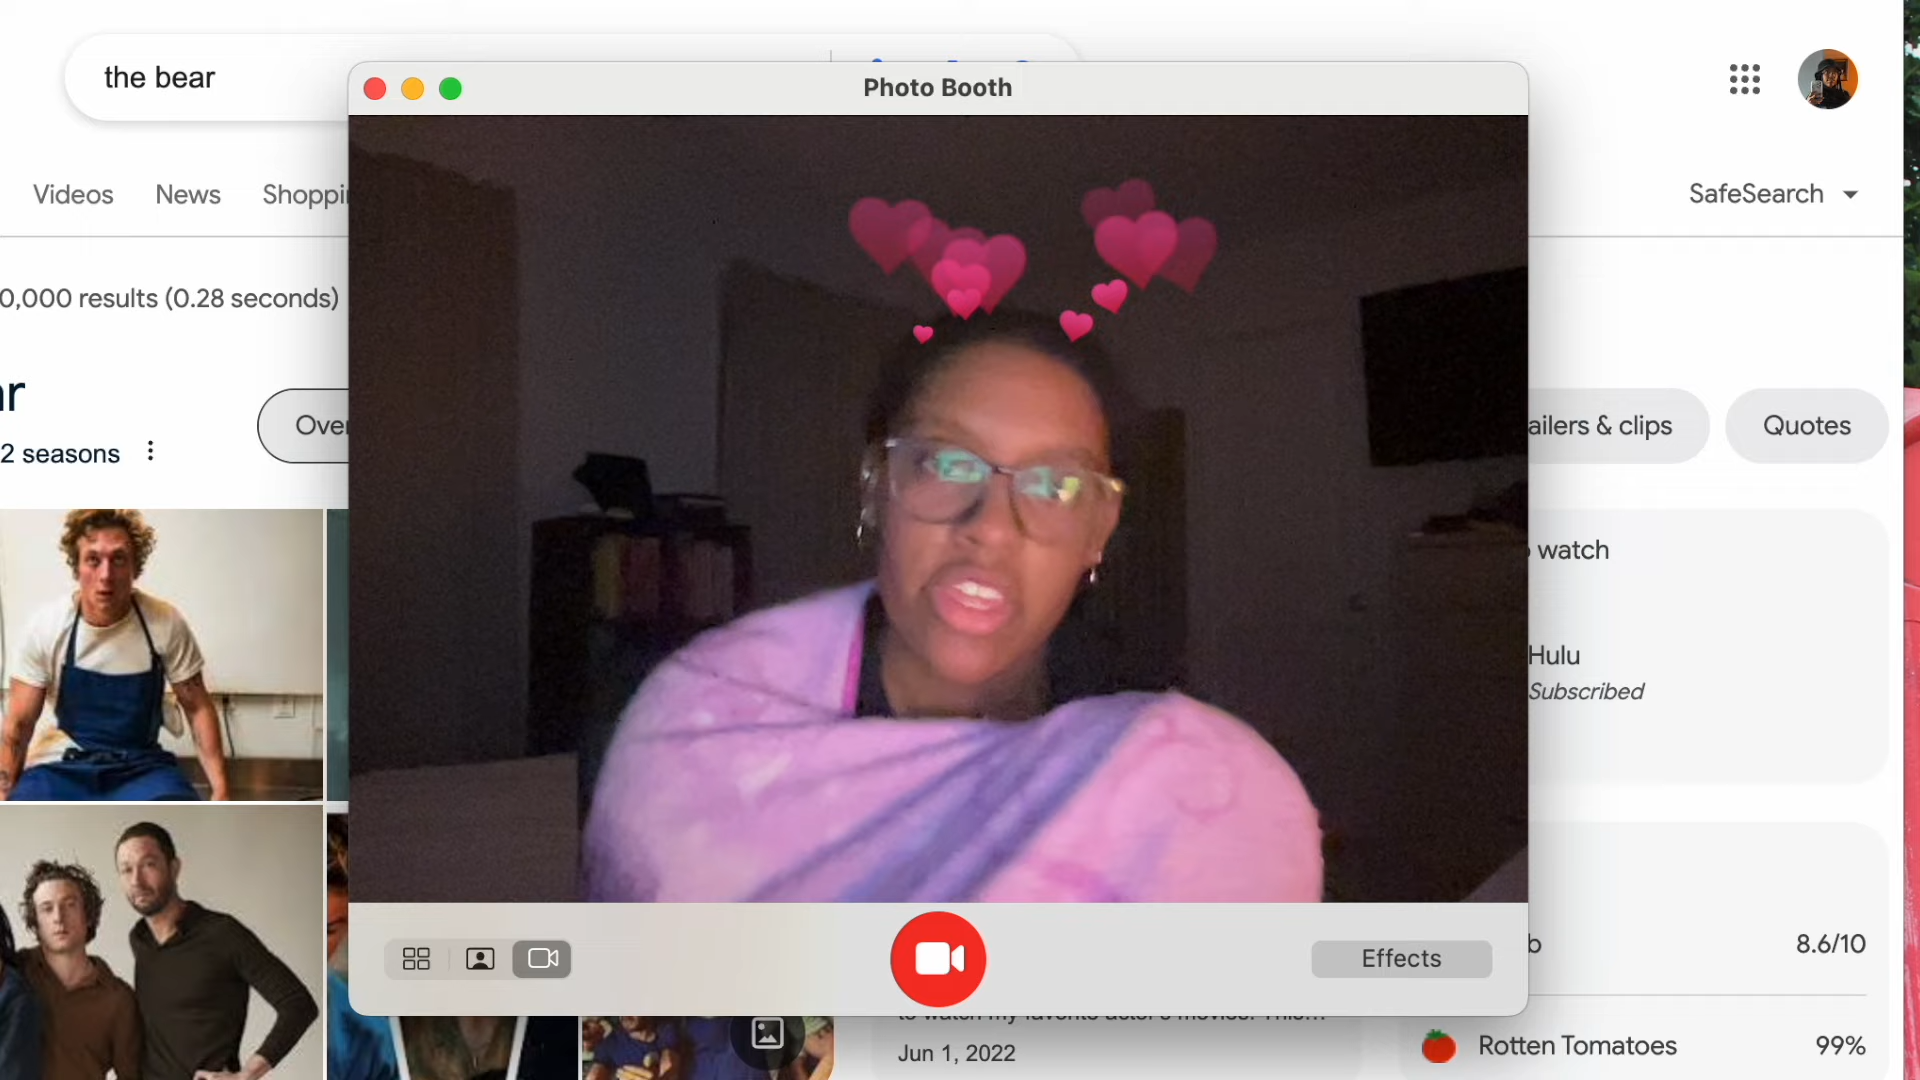 the bear
Photo Booth
Videos News Shoppi
SafeSearch
0,000 results (0.28 seconds)
r
2 seasons
Over
ailers & clips
Quotes
watch
Hulu
Subscribed
b
8.6/10
Effects
Jun 1, 2022
Rotten Tomatoes
99%